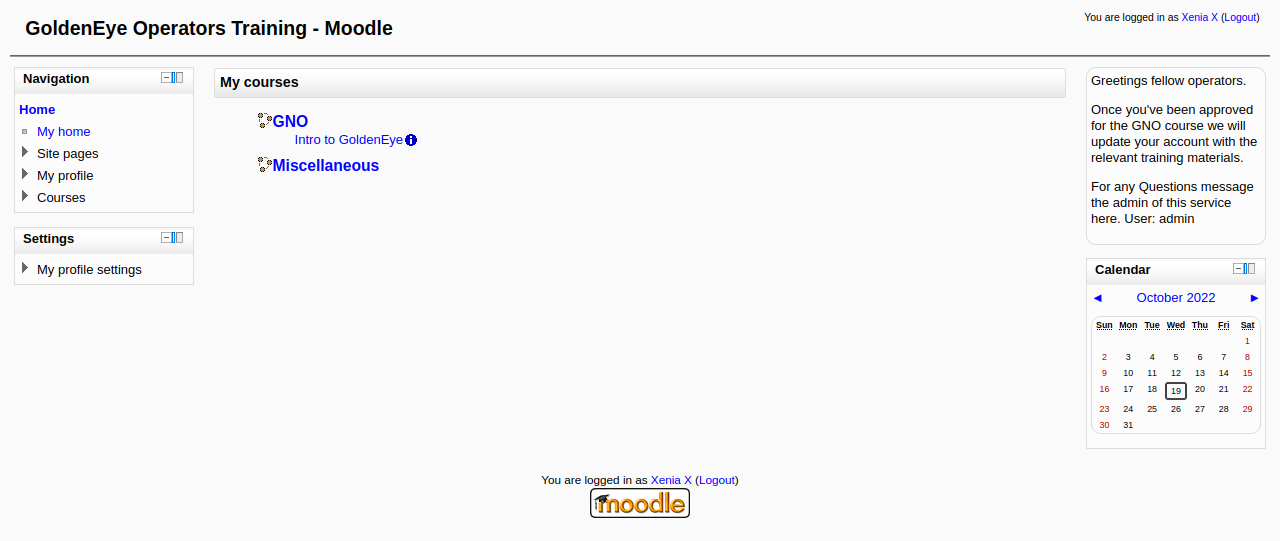 GoldenEye Operators Training - Moodle
You are logged in as Xenia X (Logout)
Navigation
Home
My home
Site pages
My profile
Courses
Settings
My profile settings
My courses
GNO
Intro to GoldenEye
Miscellaneous
Greetings fellow operators.
Once you've been approved
for the GNO course we will
update your account with the
relevant training materials.
For any Questions message
the admin of this service
here. User: admin
Calendar
◄ October 2022 ►
Sun Mon Tue Wed Thu Fri Sat
1
2 3 4 5 6 7 8
9 10 11 12 13 14 15
16 17 18 19 20 21 22
23 24 25 26 27 28 29
30 31
You are logged in as Xenia X (Logout)
moodle